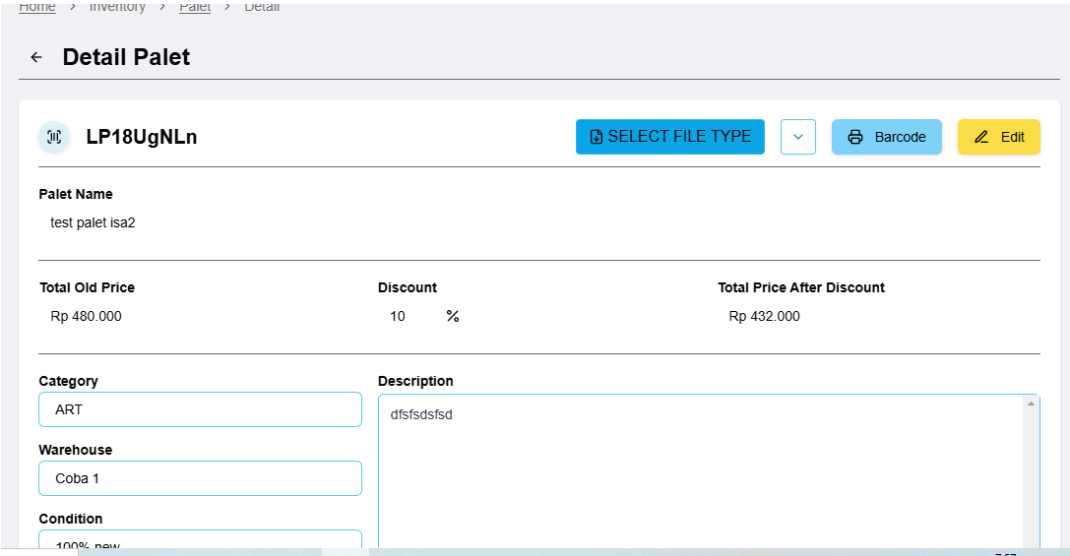 Home > Inventory > Palet > Detail
← Detail Palet
LP18UgNLn
SELECT FILE TYPE
Barcode
Edit
Palet Name
test palet isa2
Total Old Price Discount Total Price After Discount
Rp 480.000 10 % Rp 432.000
Category Description
ART dfsfsdsfsd
Warehouse
Coba 1
Condition
100% new